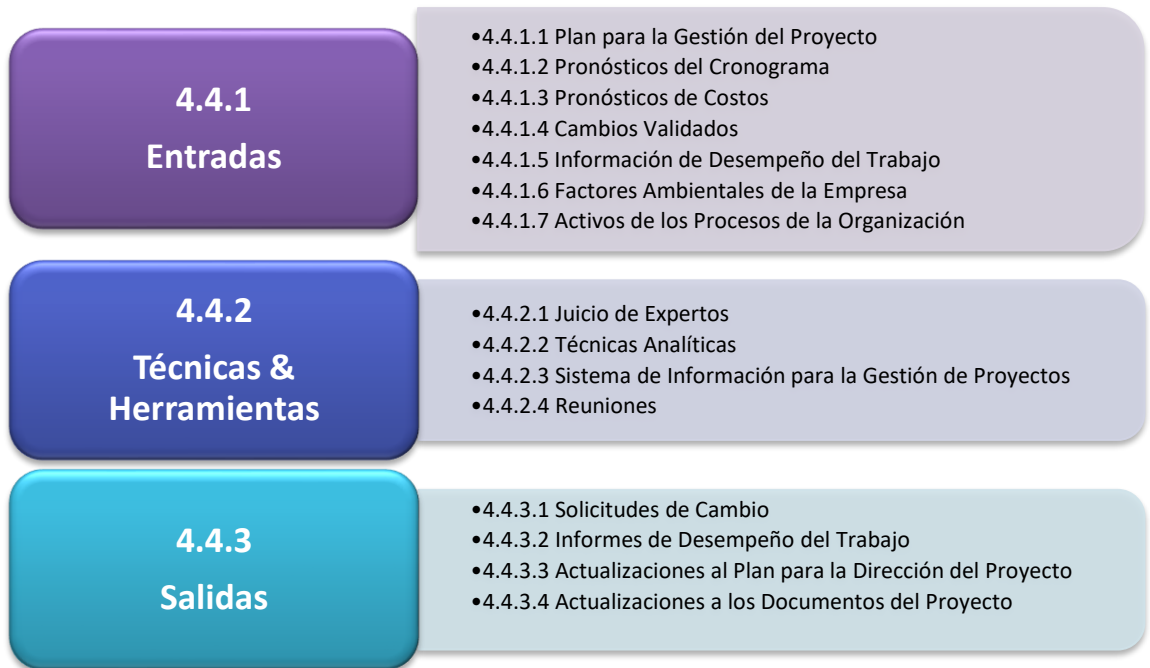 4.4.1
Entradas
•4.4.1.1 Plan para la Gestión del Proyecto
•4.4.1.2 Pronósticos del Cronograma
•4.4.1.3 Pronósticos de Costos
•4.4.1.4 Cambios Validados
•4.4.1.5 Información de Desempeño del Trabajo
•4.4.1.6 Factores Ambientales de la Empresa
•4.4.1.7 Activos de los Procesos de la Organización
4.4.2
Técnicas &
Herramientas
•4.4.2.1 Juicio de Expertos
•4.4.2.2 Técnicas Analíticas
•4.4.2.3 Sistema de Información para la Gestión de Proyectos
•4.4.2.4 Reuniones
4.4.3
Salidas
•4.4.3.1 Solicitudes de Cambio
•4.4.3.2 Informes de Desempeño del Trabajo
•4.4.3.3 Actualizaciones al Plan para la Dirección del Proyecto
•4.4.3.4 Actualizaciones a los Documentos del Proyecto